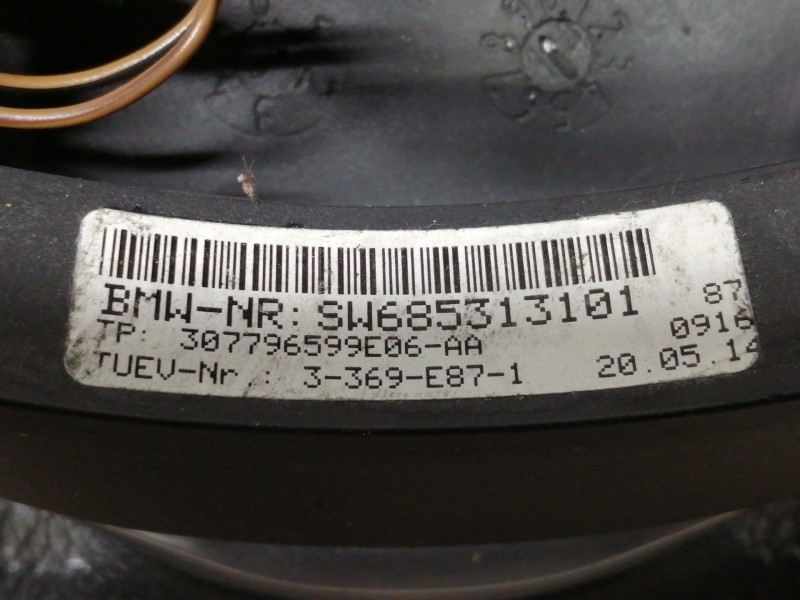 BMW-NR: SW685313101 87
TP: 307796599E06-AA 0916
TUEV-Nr.: 3-369-E87-1 20.05.14